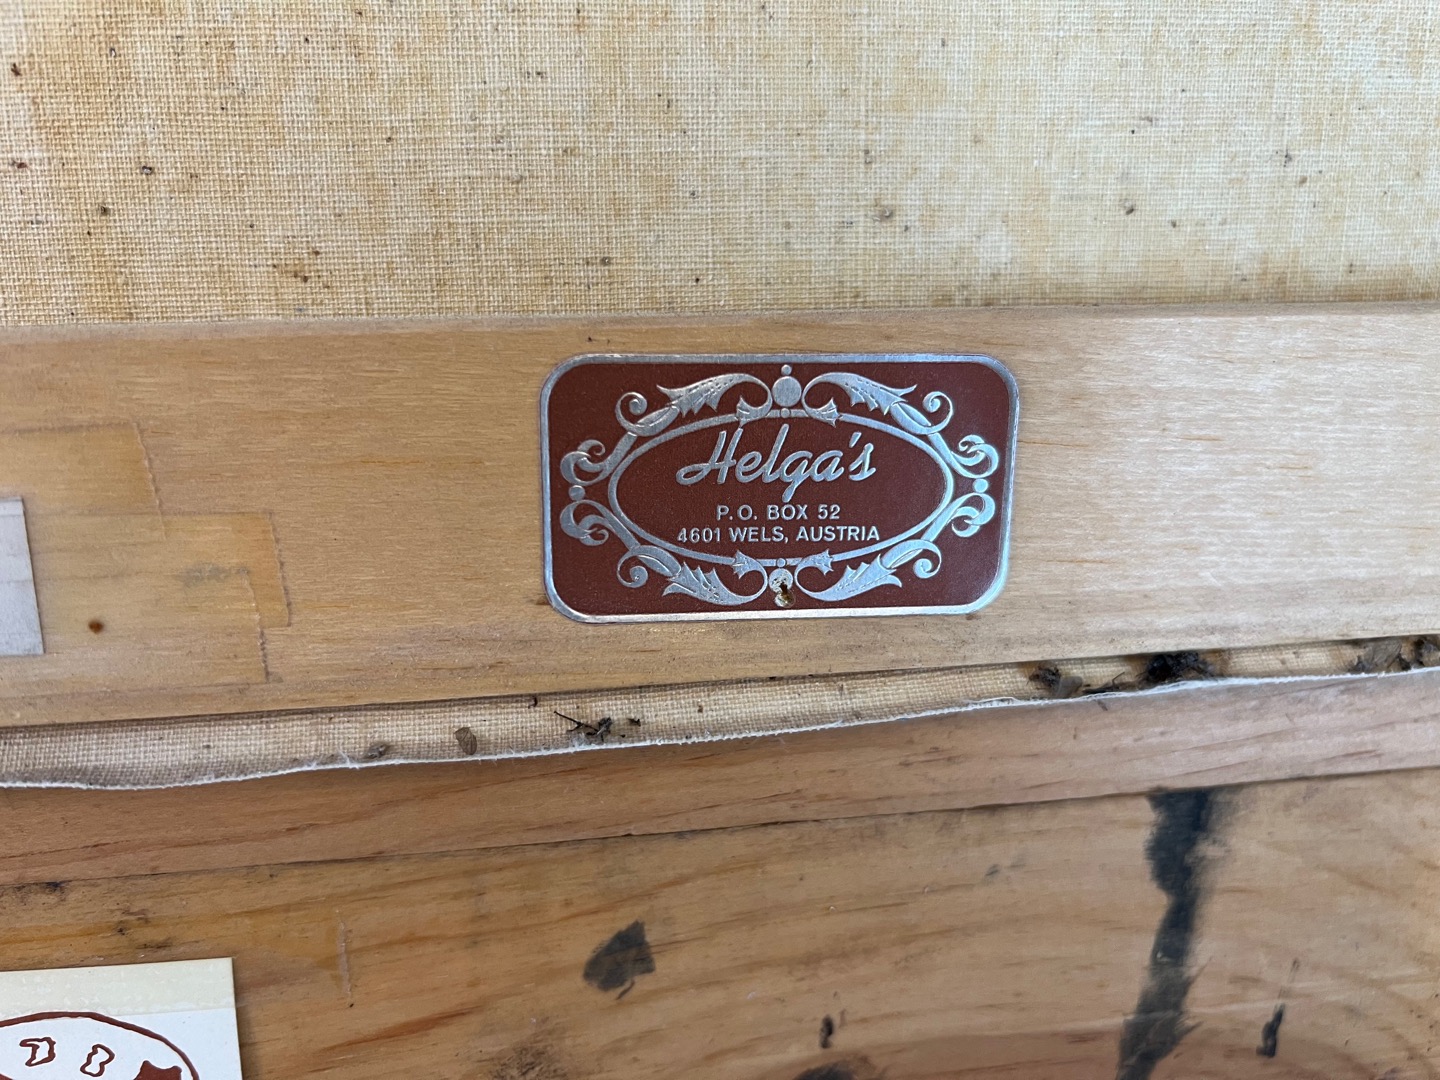 Helga's
P.O. BOX 52
4601 WELS, AUSTRIA